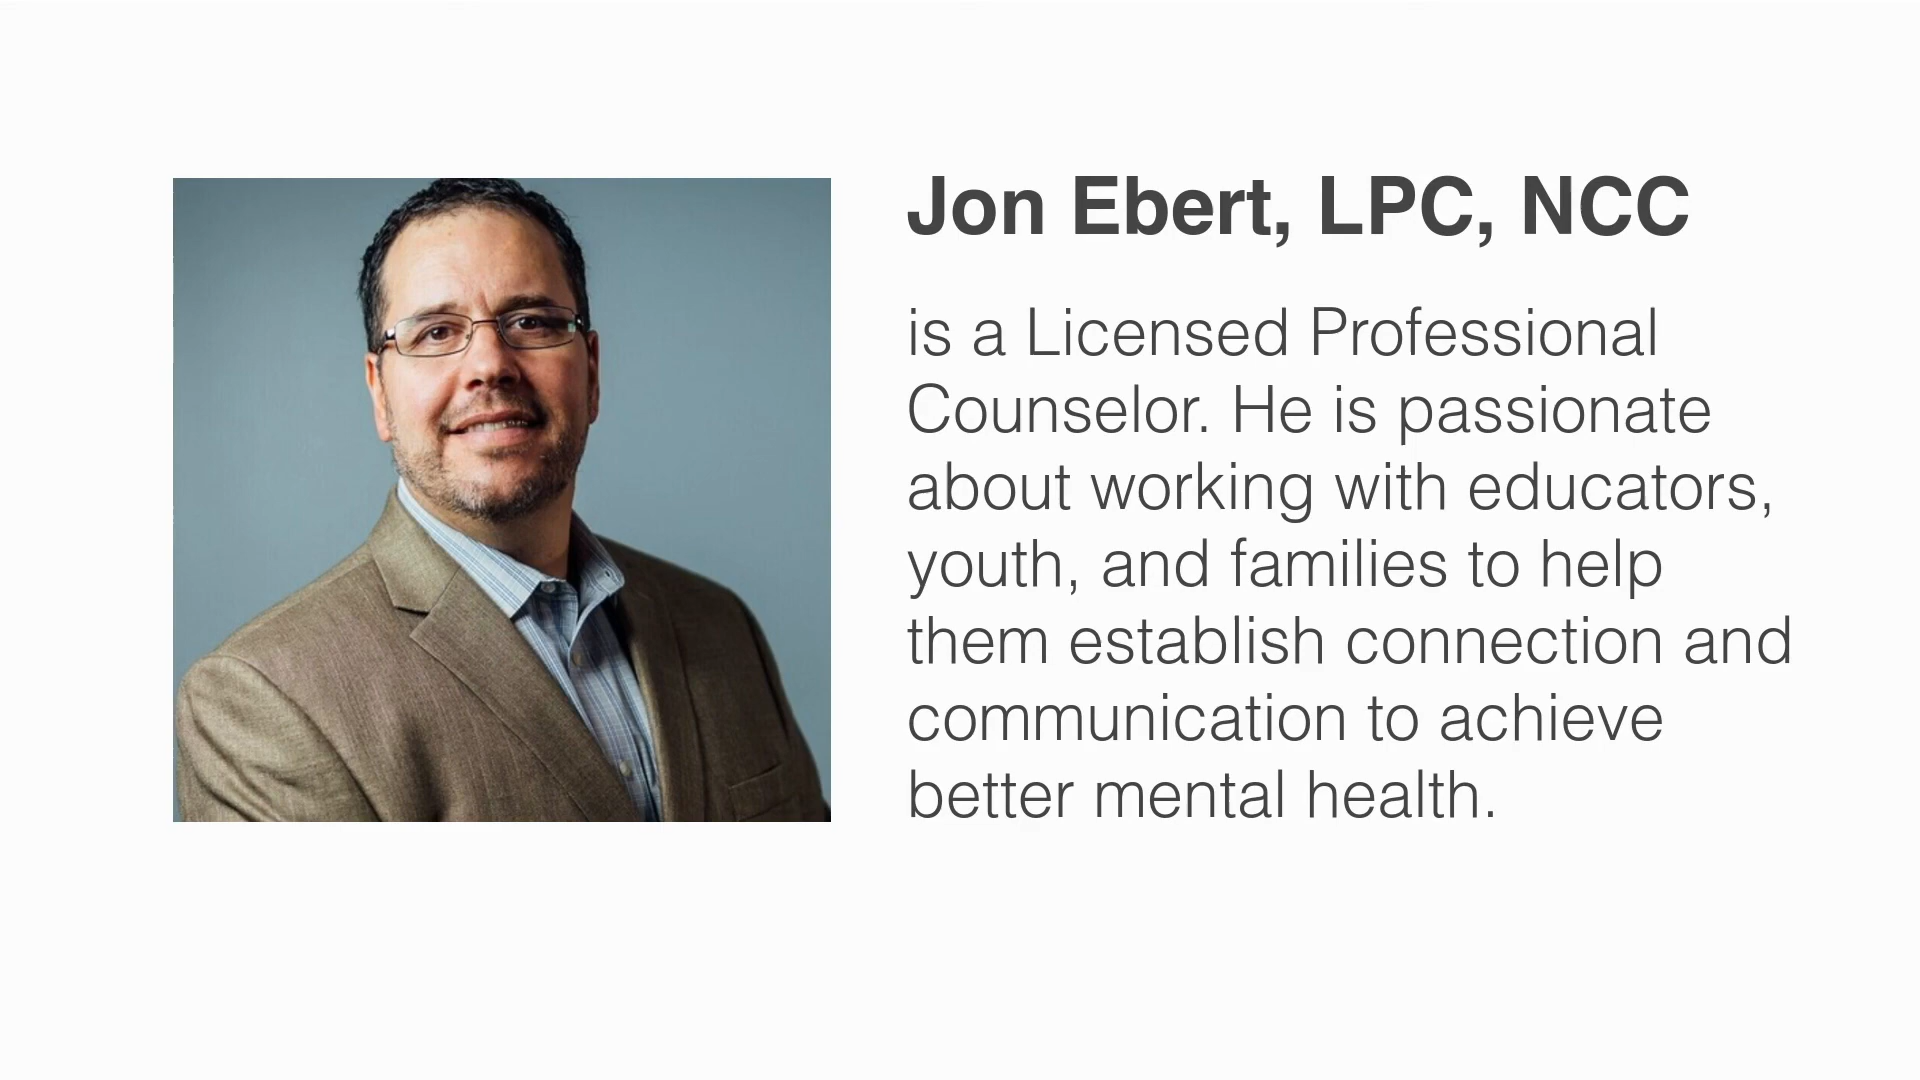 Jon Ebert, LPC, NCC
is a Licensed Professional
Counselor. He is passionate
about working with educators,
youth, and families to help
them establish connection and
communication to achieve
better mental health.